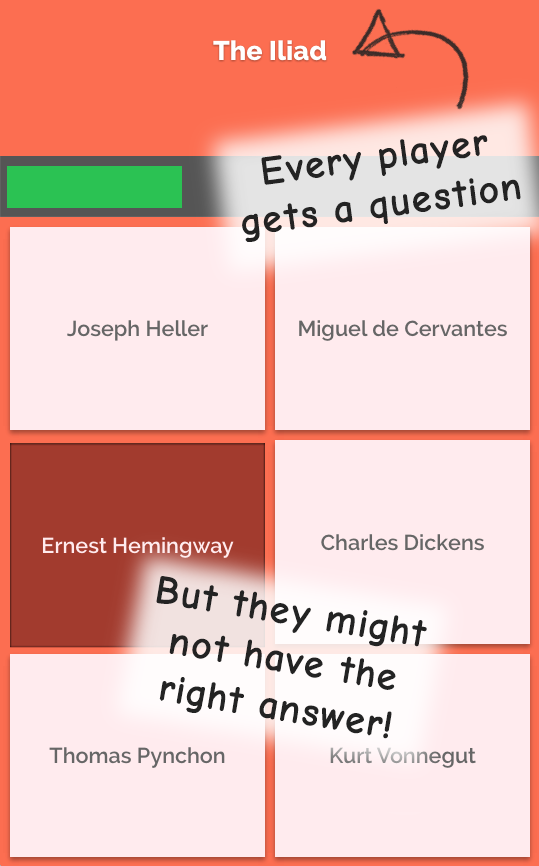 The Iliad
Every player
gets a question
Joseph Heller
Miguel de Cervantes
Ernest Hemingway
Charles Dickens
But they might
not have the
right answer!
Thomas Pynchon
Kurt Vonnegut